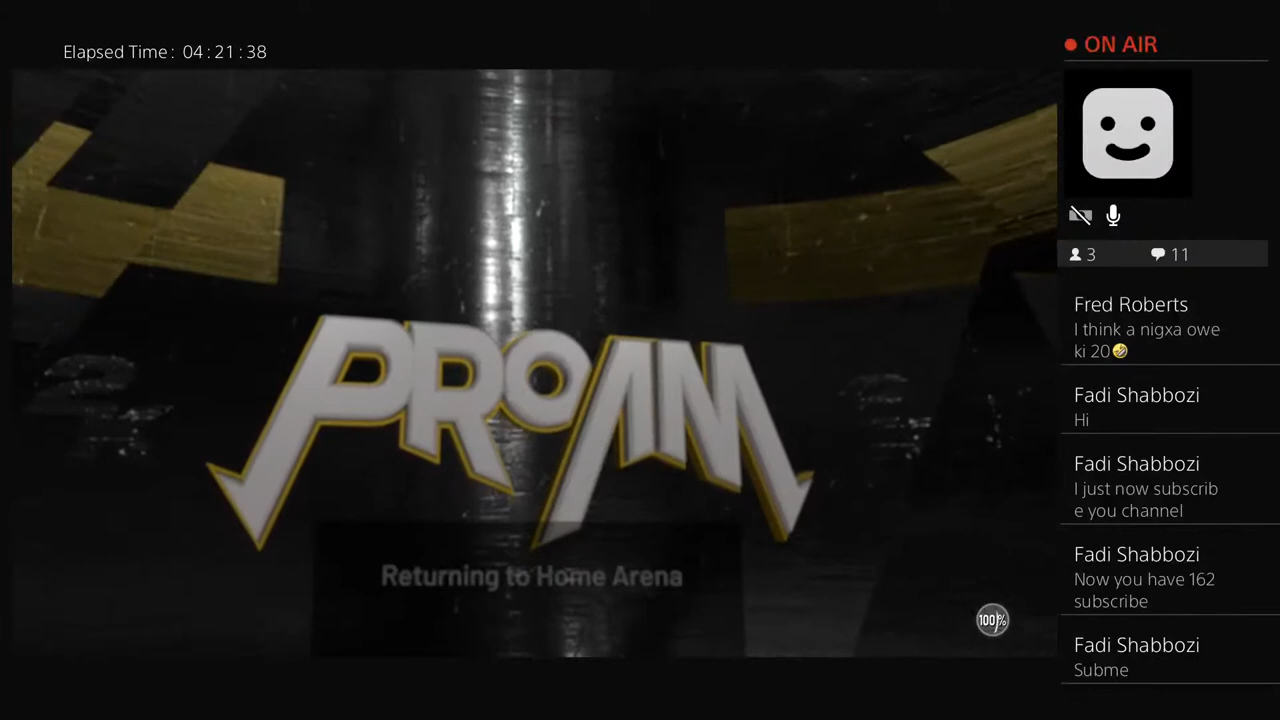 Elapsed Time: 04:21:38
ON AIR
3
11
PROAM
Returning to Home Arena
100%
Fred Roberts
I think a nigxa owe
ki 20🤣
Fadi Shabbozi
Hi
Fadi Shabbozi
I just now subscrib
e you channel
Fadi Shabbozi
Now you have 162
subscribe
Fadi Shabbozi
Subme